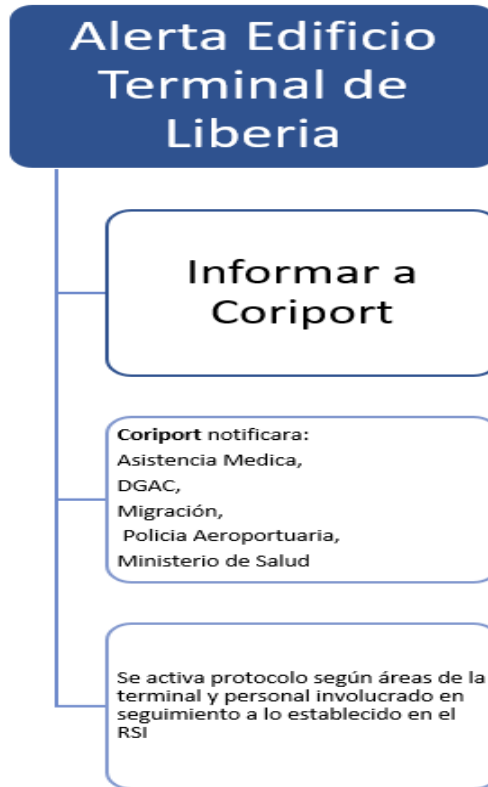 Alerta Edificio
Terminal de
Liberia
Informar a
Coriport
Coriport notificara:
Asistencia Medica,
DGAC,
Migración,
Policia Aeroportuaria,
Ministerio de Salud
Se activa protocolo según áreas de la
terminal y personal involucrado en
seguimiento a lo establecido en el
RSI